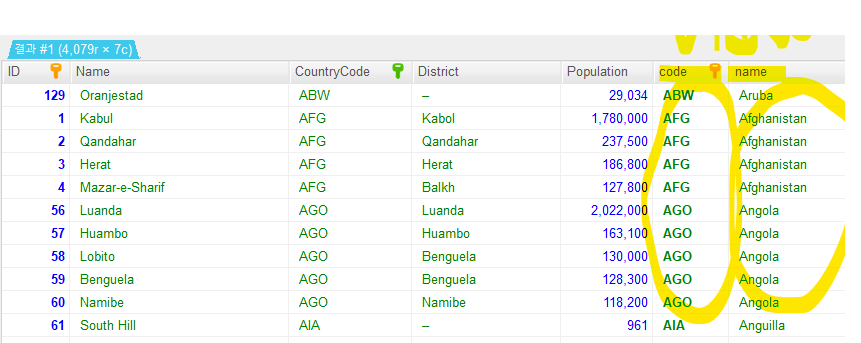 결과 #1 (4,079r × 7c)
ID Name CountryCode District Population code name
129 Oranjestad ABW – 29,034 ABW Aruba
1 Kabul AFG Kabol 1,780,000 AFG Afghanistan
2 Qandahar AFG Qandahar 237,500 AFG Afghanistan
3 Herat AFG Herat 186,800 AFG Afghanistan
4 Mazar-e-Sharif AFG Balkh 127,800 AFG Afghanistan
56 Luanda AGO Luanda 2,022,000 AGO Angola
57 Huambo AGO Huambo 163,100 AGO Angola
58 Lobito AGO Benguela 130,000 AGO Angola
59 Benguela AGO Benguela 128,300 AGO Angola
60 Namibe AGO Namibe 118,200 AGO Angola
61 South Hill AIA – 961 AIA Anguilla